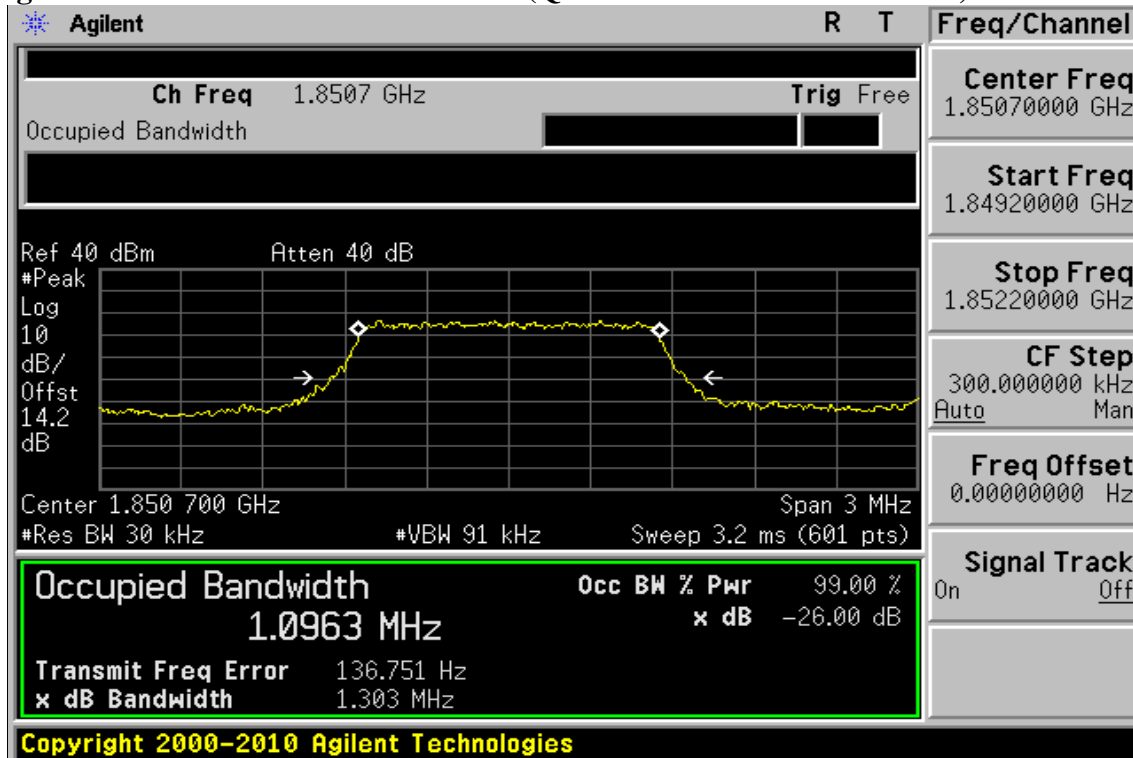 Agilent R T Freq/Channel
Ch Freq 1.8507 GHz Trig Free
Occupied Bandwidth
Center Freq
1.85070000 GHz
Start Freq
1.84920000 GHz
Stop Freq
1.85220000 GHz
CF Step
300.000000 kHz
Auto Man
Freq Offset
0.00000000 Hz
Signal Track
On Off
Ref 40 dBm Atten 40 dB
#Peak
Log
10
dB/
Offst
14.2
dB
Center 1.850 700 GHz Span 3 MHz
#Res BW 30 kHz #VBW 91 kHz Sweep 3.2 ms (601 pts)
Occupied Bandwidth Occ BW % Pwr 99.00 %
1.0963 MHz x dB -26.00 dB
Transmit Freq Error 136.751 Hz
x dB Bandwidth 1.303 MHz
Copyright 2000-2010 Agilent Technologies